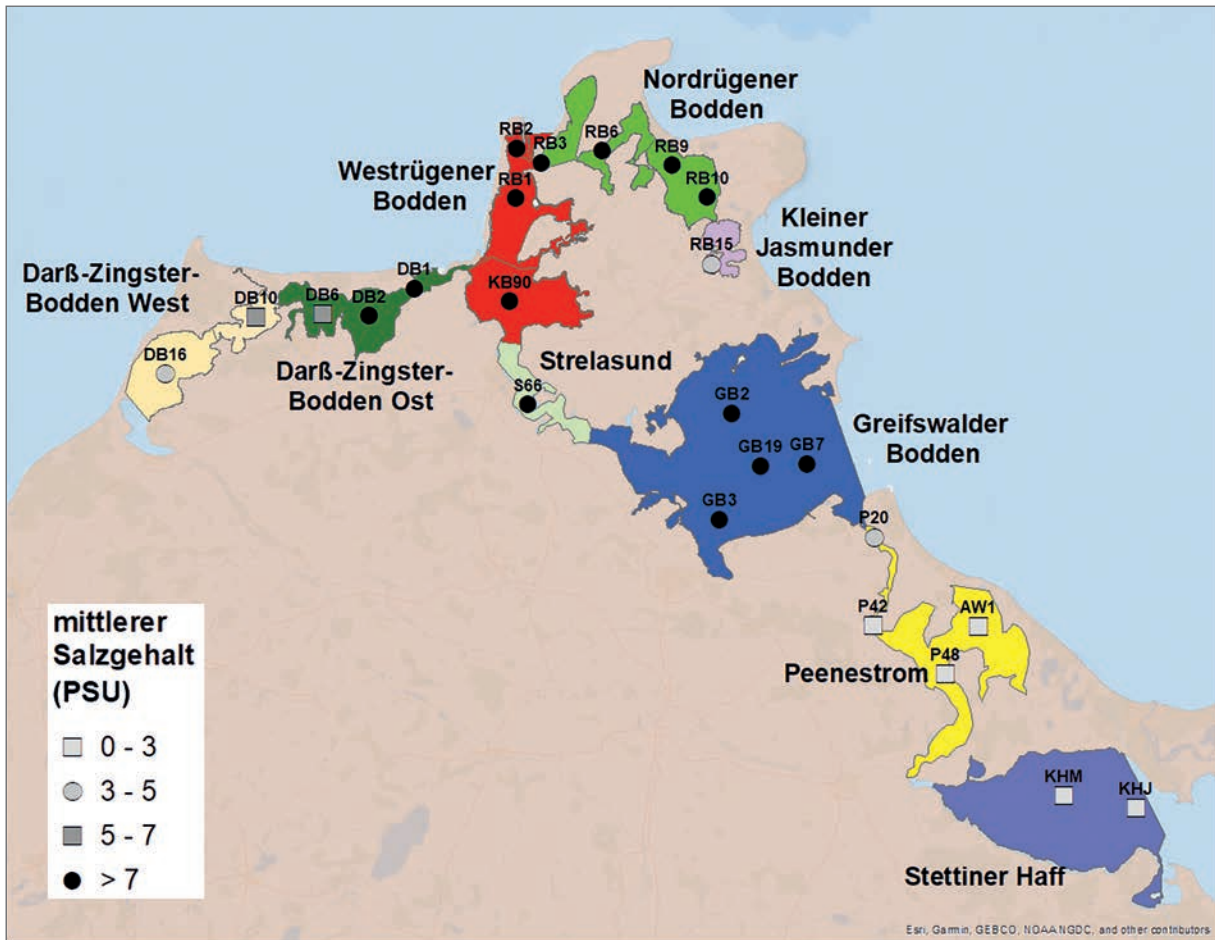 Nordrügener
Bodden
RB2
RB3
RB6
RB9
RB10
RB1
Westrügener
Bodden
Kleiner
Jasmunder
Bodden
RB15
Darß-Zingster-
Bodden West
DB10
DB6
DB2
DB1
KB90
DB16
Darß-Zingster-
Bodden Ost
Strelasund
S66
GB2
GB19
GB7
GB3
Greifswalder
Bodden
P20
P42
AW1
P48
Peenestrom
KHM
KHJ
Stettiner Haff
mittlerer
Salzgehalt
(PSU)
0 - 3
3 - 5
5 - 7
> 7
Esri, Garmin, GEBCO, NOAA NGDC, and other contributors